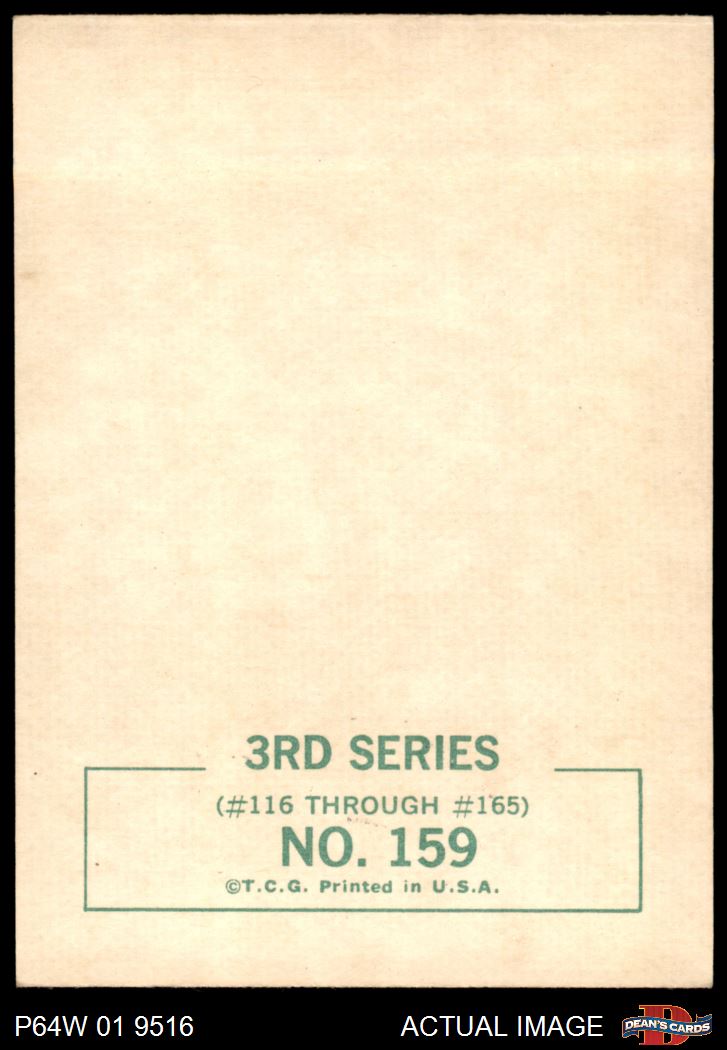 3RD SERIES
(#116 THROUGH #165)
NO. 159
©T.C.G. Printed in U.S.A.
P64W 01 9516
ACTUAL IMAGE
D
DEAN'S CARDS